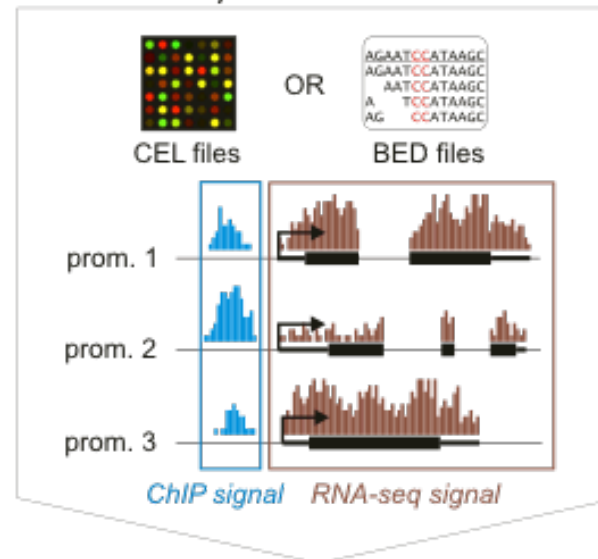 OR
AGAATCCATAAGC
AGAATCCATAAGC
AATCCATAAGC
A TCCATAAGC
AG CCATAAGC
CEL files
BED files
prom. 1
prom. 2
prom. 3
ChIP signal
RNA-seq signal